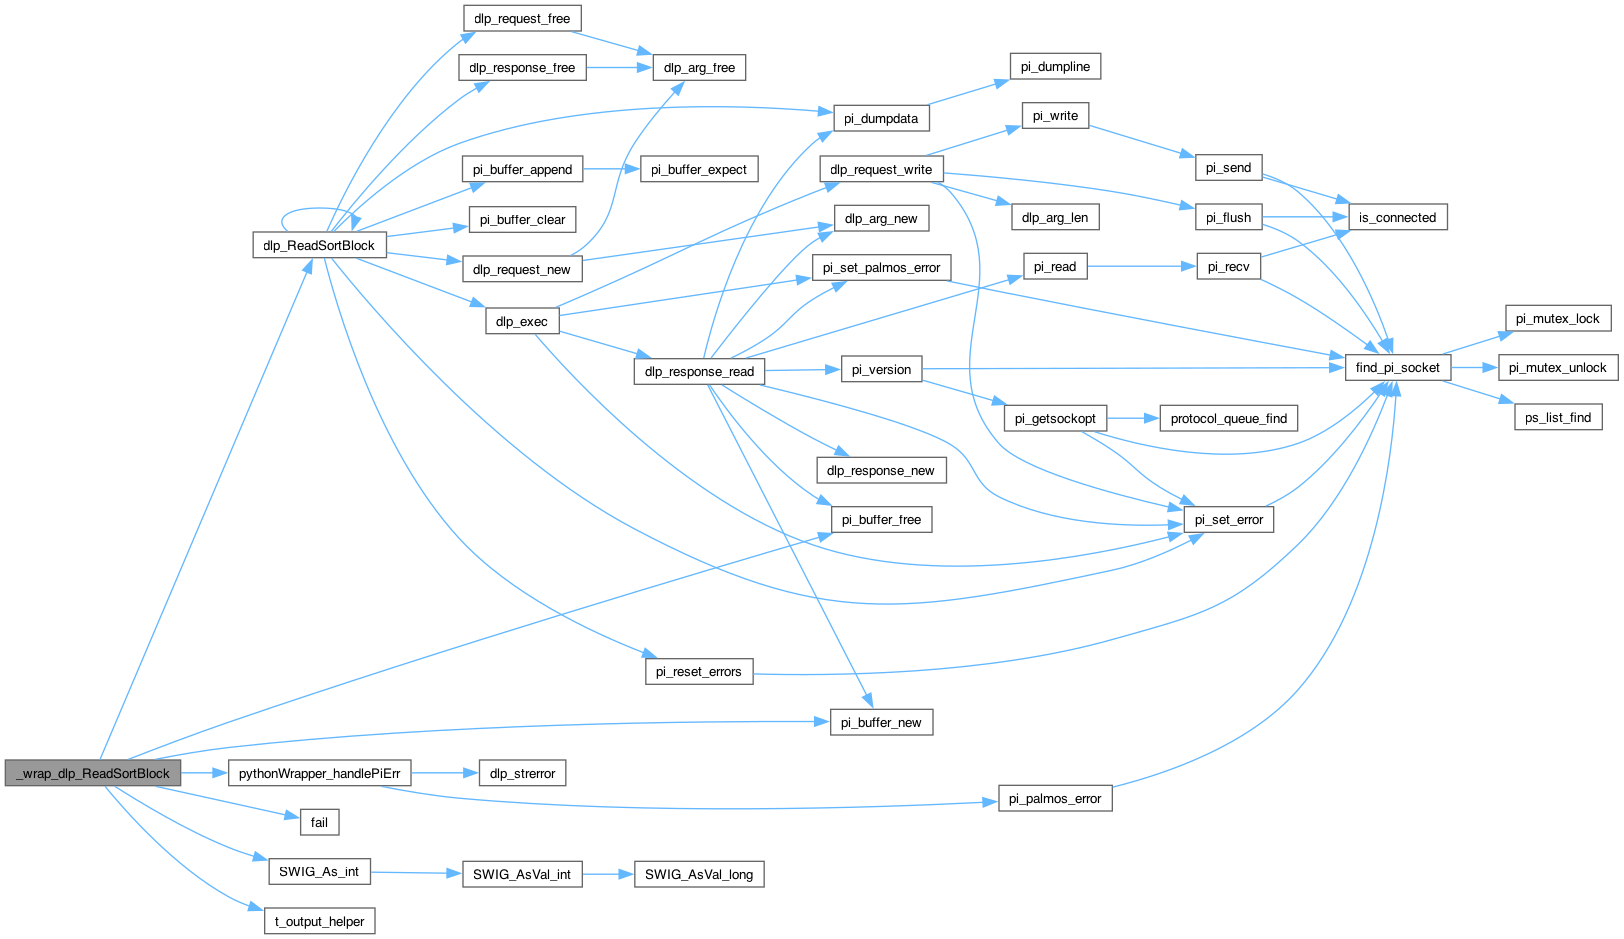 dlp_request_free
dlp_response_free
dlp_arg_free
pi_dumpline
pi_dumpdata
pi_write
pi_buffer_append
pi_buffer_expect
dlp_request_write
pi_send
pi_buffer_clear
dlp_arg_new
dlp_arg_len
pi_flush
is_connected
dlp_ReadSortBlock
dlp_request_new
pi_set_palmos_error
pi_read
pi_recv
dlp_exec
pi_mutex_lock
dlp_response_read
pi_version
find_pi_socket
pi_mutex_unlock
pi_getsockopt
protocol_queue_find
ps_list_find
dlp_response_new
pi_buffer_free
pi_set_error
pi_reset_errors
pi_buffer_new
_wrap_dlp_ReadSortBlock
pythonWrapper_handlePiErr
dlp_strerror
pi_palmos_error
fail
SWIG_As_int
SWIG_AsVal_int
SWIG_AsVal_long
t_output_helper